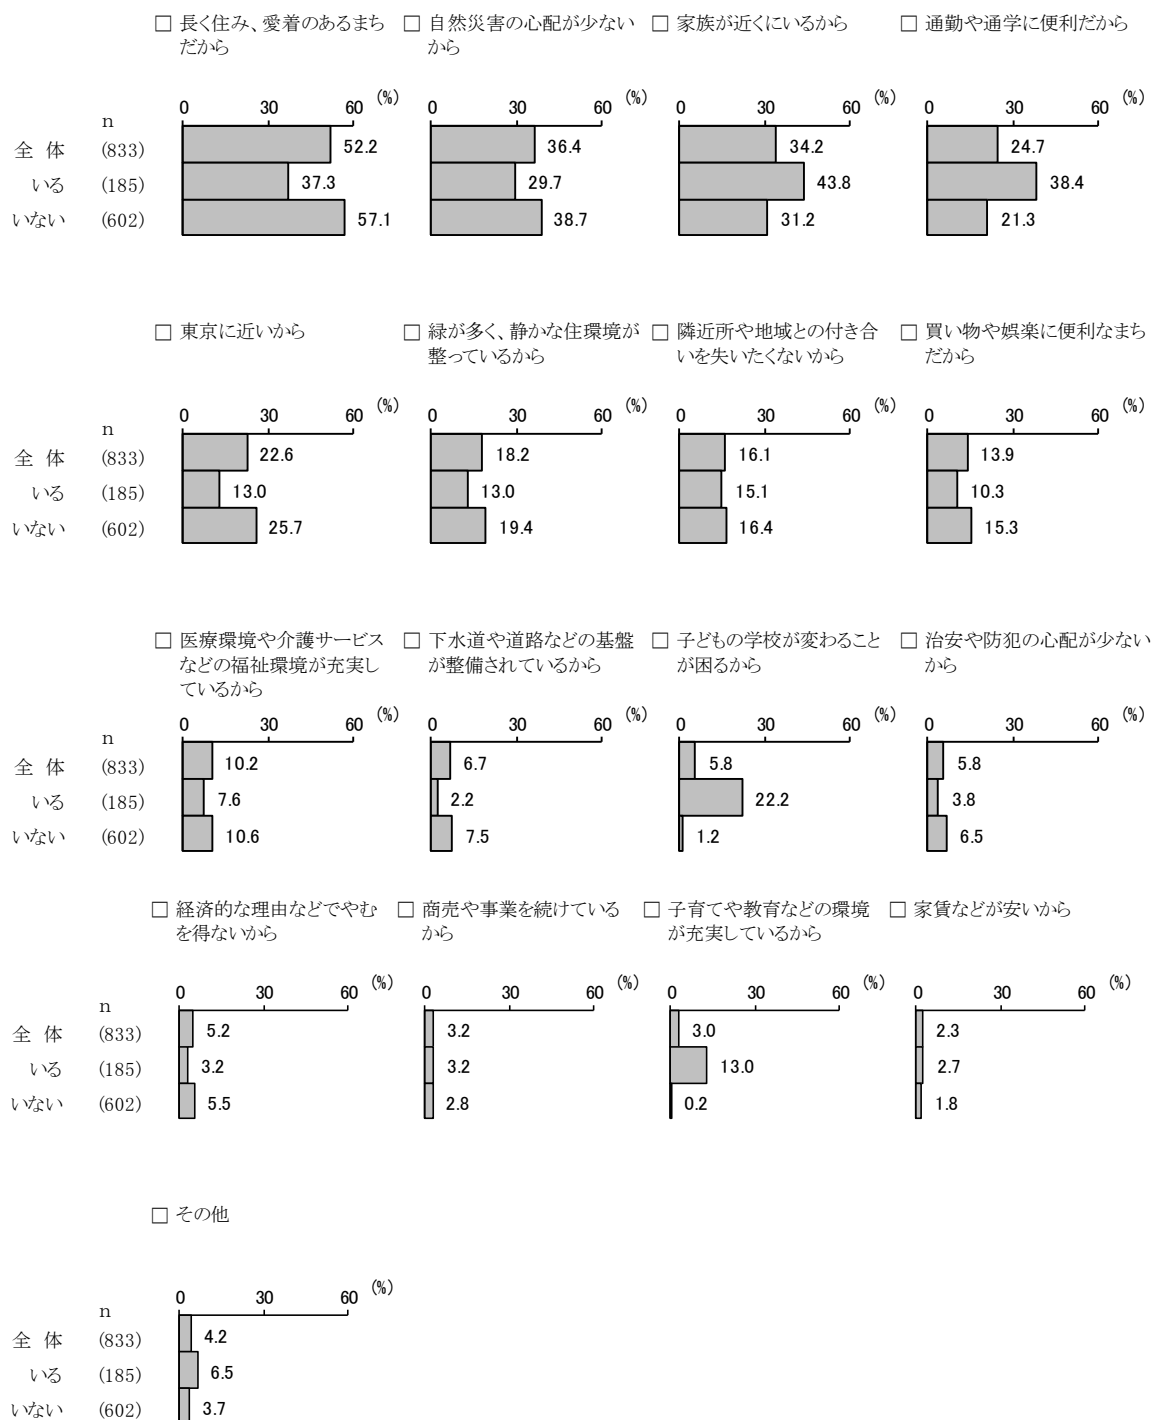 □ 長く住み、愛着のあるまち
だから
□ 自然災害の心配が少ない
から
□ 家族が近くにいるから
□ 通勤や通学に便利だから
0 30 60 (%) 0 30 60 (%) 0 30 60 (%) 0 30 60 (%)
n
全 体 (833) 52.2 36.4 34.2 24.7
いる (185) 37.3 29.7 43.8 38.4
いない (602) 57.1 38.7 31.2 21.3
□ 東京に近いから
□ 緑が多く、静かな住環境が
整っているから
□ 隣近所や地域との付き合
いを失いたくないから
□ 買い物や娯楽に便利なまち
だから
0 30 60 (%) 0 30 60 (%) 0 30 60 (%) 0 30 60 (%)
n
全 体 (833) 22.6 18.2 16.1 13.9
いる (185) 13.0 13.0 15.1 10.3
いない (602) 25.7 19.4 16.4 15.3
□ 医療環境や介護サービス
などの福祉環境が充実し
ているから
□ 下水道や道路などの基盤
が整備されているから
□ 子どもの学校が変わること
が困るから
□ 治安や防犯の心配が少ない
から
0 30 60 (%) 0 30 60 (%) 0 30 60 (%) 0 30 60 (%)
n
全 体 (833) 10.2 6.7 5.8 5.8
いる (185) 7.6 2.2 22.2 3.8
いない (602) 10.6 7.5 1.2 6.5
□ 経済的な理由などでやむ
を得ないから
□ 商売や事業を続けている
から
□ 子育てや教育などの環境
が充実しているから
□ 家賃などが安いから
0 30 60 (%) 0 30 60 (%) 0 30 60 (%) 0 30 60 (%)
n
全 体 (833) 5.2 3.2 3.0 2.3
いる (185) 3.2 3.2 13.0 2.7
いない (602) 5.5 2.8 0.2 1.8
□ その他
0 30 60 (%)
n
全 体 (833) 4.2
いる (185) 6.5
いない (602) 3.7